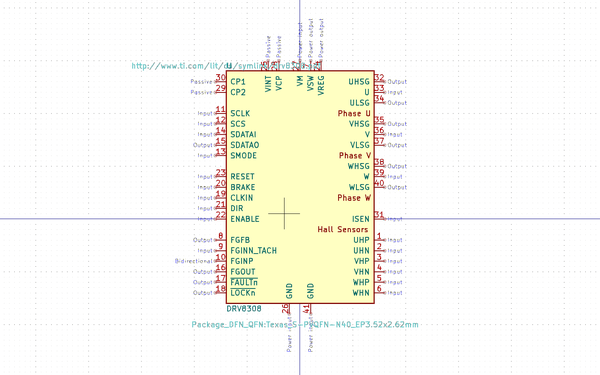 Passive
Passive
Power input
Power output
Power output
http://www.ti.com/lit/
VINT
VCP
VM
VSW
VREG
Passive 30 CP1
Passive 29 CP2
Input 11 SCLK
Input 12 SCS
Input 14 SDATAI
Output 15 SDATAO
Input 13 SMODE
Input 23 RESET
Input 20 BRAKE
Input 19 CLKIN
Input 21 DIR
Input 22 ENABLE
Output 8 FGFB
Input 9 FGINN_TACH
Bidirectional 10 FGINP
Output 16 FGOUT
Output 17 FAULTn
Output 18 LOCKn
UHSG 32 Output
U 33 Input
ULSG 34 Output
Phase U
VHSG 35 Output
V 36 Input
VLSG 37 Output
Phase V
WHSG 38 Output
W 39 Input
WLSG 40 Output
Phase W
ISEN 31 Input
Hall Sensors
UHP 1 Input
UHN 2 Input
VHP 3 Input
VHN 4 Input
WHP 5 Input
WHN 6 Input
GND
GND
DRV8308
26
41
Package_DFN_QFN:Texas_S-PVQFN-N40_EP3.52x2.62mm
Power input
Power input